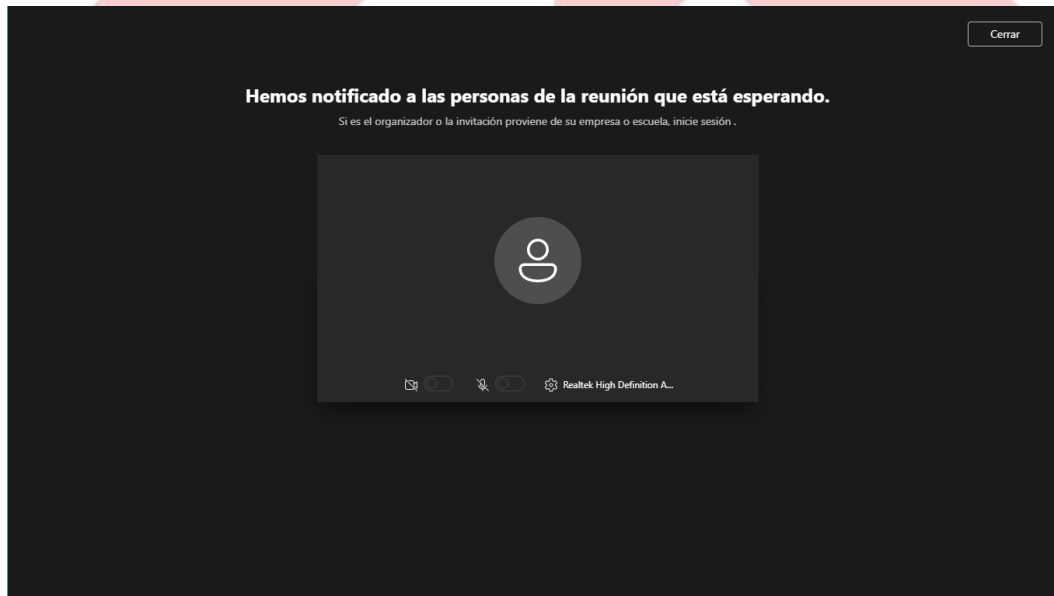 Cerrar
Hemos notificado a las personas de la reunión que está esperando.
Si es el organizador o la invitación proviene de su empresa o escuela, inicie sesión .
Realtek High Definition A...